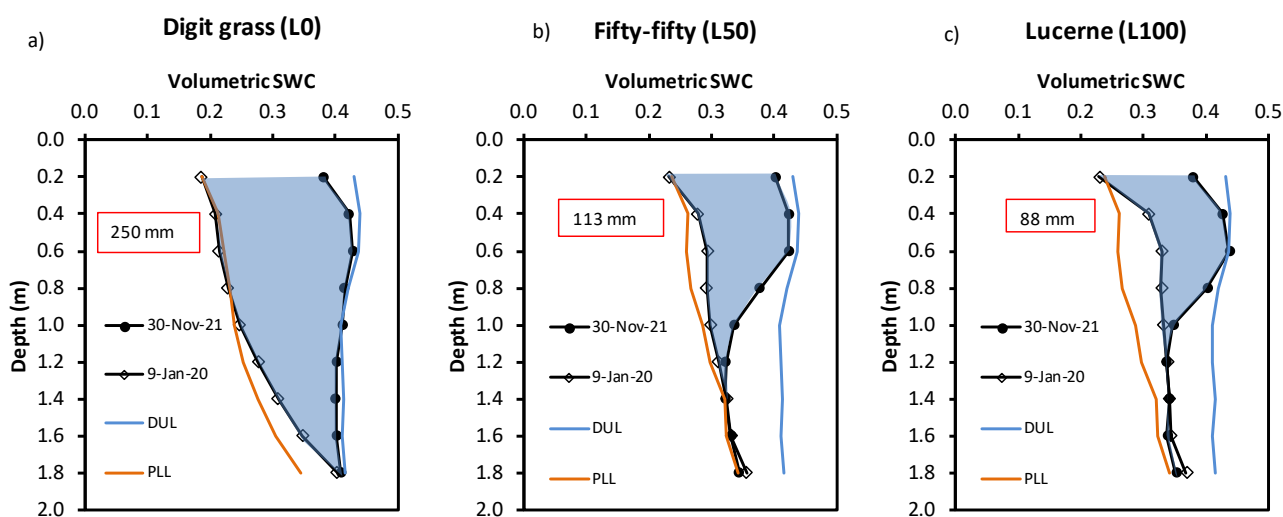 a)
Digit grass (L0)
Volumetric SWC
0.0 0.1 0.2 0.3 0.4 0.5
0.0
0.2
0.4
0.6
0.8
1.0
1.2
1.4
1.6
1.8
2.0
Depth (m)
250 mm
30-Nov-21
9-Jan-20
DUL
PLL
b)
Fifty-fifty (L50)
Volumetric SWC
0.0 0.1 0.2 0.3 0.4 0.5
0.0
0.2
0.4
0.6
0.8
1.0
1.2
1.4
1.6
1.8
2.0
Depth (m)
113 mm
30-Nov-21
9-Jan-20
DUL
PLL
c)
Lucerne (L100)
Volumetric SWC
0.0 0.1 0.2 0.3 0.4 0.5
0.0
0.2
0.4
0.6
0.8
1.0
1.2
1.4
1.6
1.8
2.0
Depth (m)
88 mm
30-Nov-21
9-Jan-20
DUL
PLL